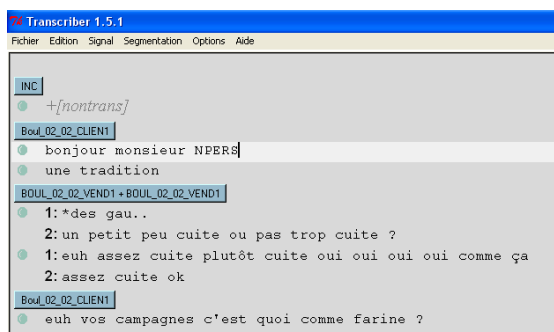 Transcriber 1.5.1
Fichier Edition Signal Segmentation Options Aide
INC
+[nontrans]
Boul_02_02_CLIEN1
bonjour monsieur NPERS
une tradition
BOUL_02_02_VEND1 + BOUL_02_02_VEND1
1: *des gau..
2: un petit peu cuite ou pas trop cuite ?
1: euh assez cuite plutôt cuite oui oui oui oui comme ça
2: assez cuite ok
Boul_02_02_CLIEN1
euh vos campagnes c'est quoi comme farine ?